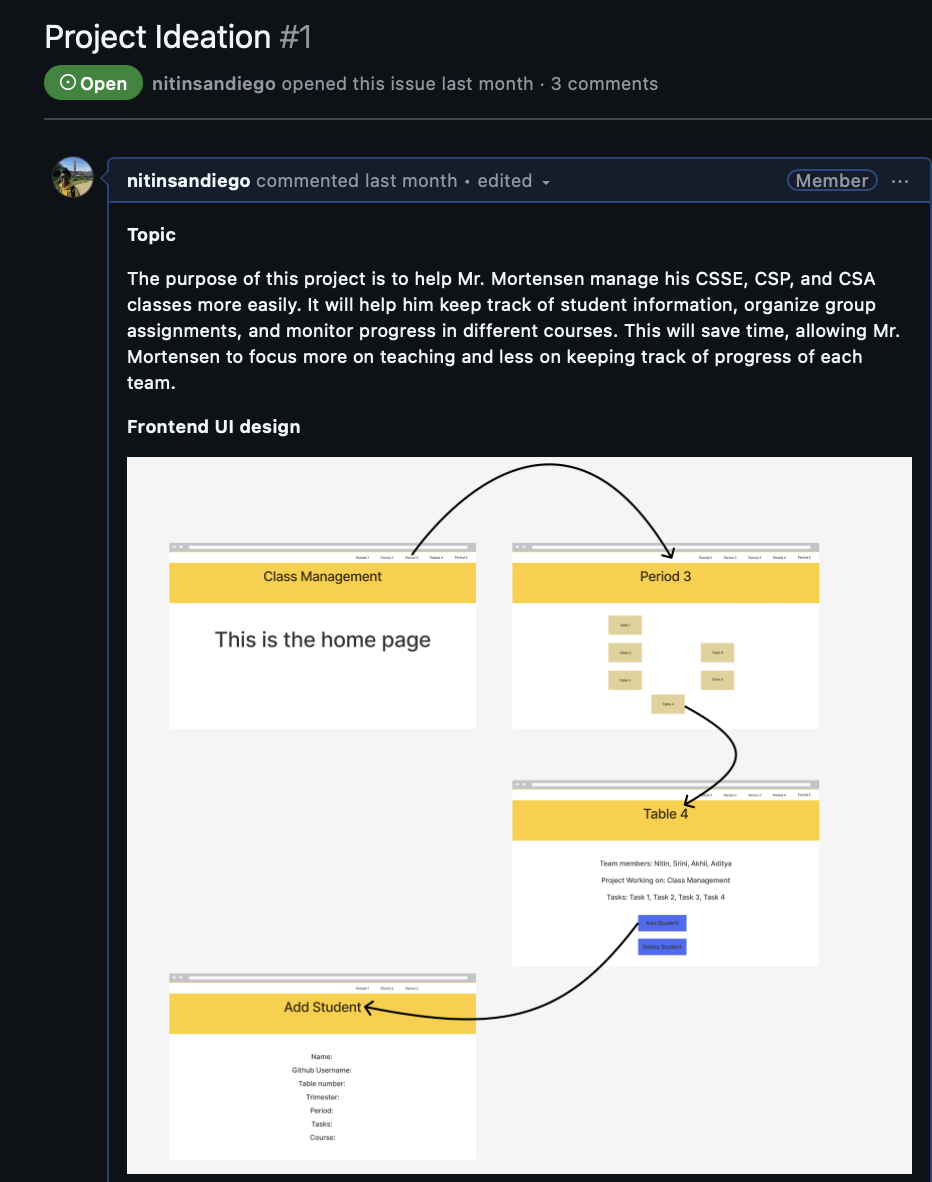 Project Ideation #1
Open nitinsandiego opened this issue last month · 3 comments
nitinsandiego commented last month • edited Member
Topic
The purpose of this project is to help Mr. Mortensen manage his CSSE, CSP, and CSA
classes more easily. It will help him keep track of student information, organize group
assignments, and monitor progress in different courses. This will save time, allowing Mr.
Mortensen to focus more on teaching and less on keeping track of progress of each
team.
Frontend UI design
Period 1 Period 2 Period 3 Period 4 Period 5
Class Management
This is the home page
Period 1 Period 2 Period 3 Period 4 Period 5
Period 3
Table 1
Table 2 Table 6
Table 3 Table 5
Table 4
Period 2 Period 3 Period 4 Period 5
Table 4
Team members: Nitin, Srini, Akhil, Aditya
Project Working on: Class Management
Tasks: Task 1, Task 2, Task 3, Task 4
Add Student
Delete Student
Period 1 Period 2 Period 3
Add Student
Name:
Github Username:
Table number:
Trimester:
Period:
Tasks:
Course: